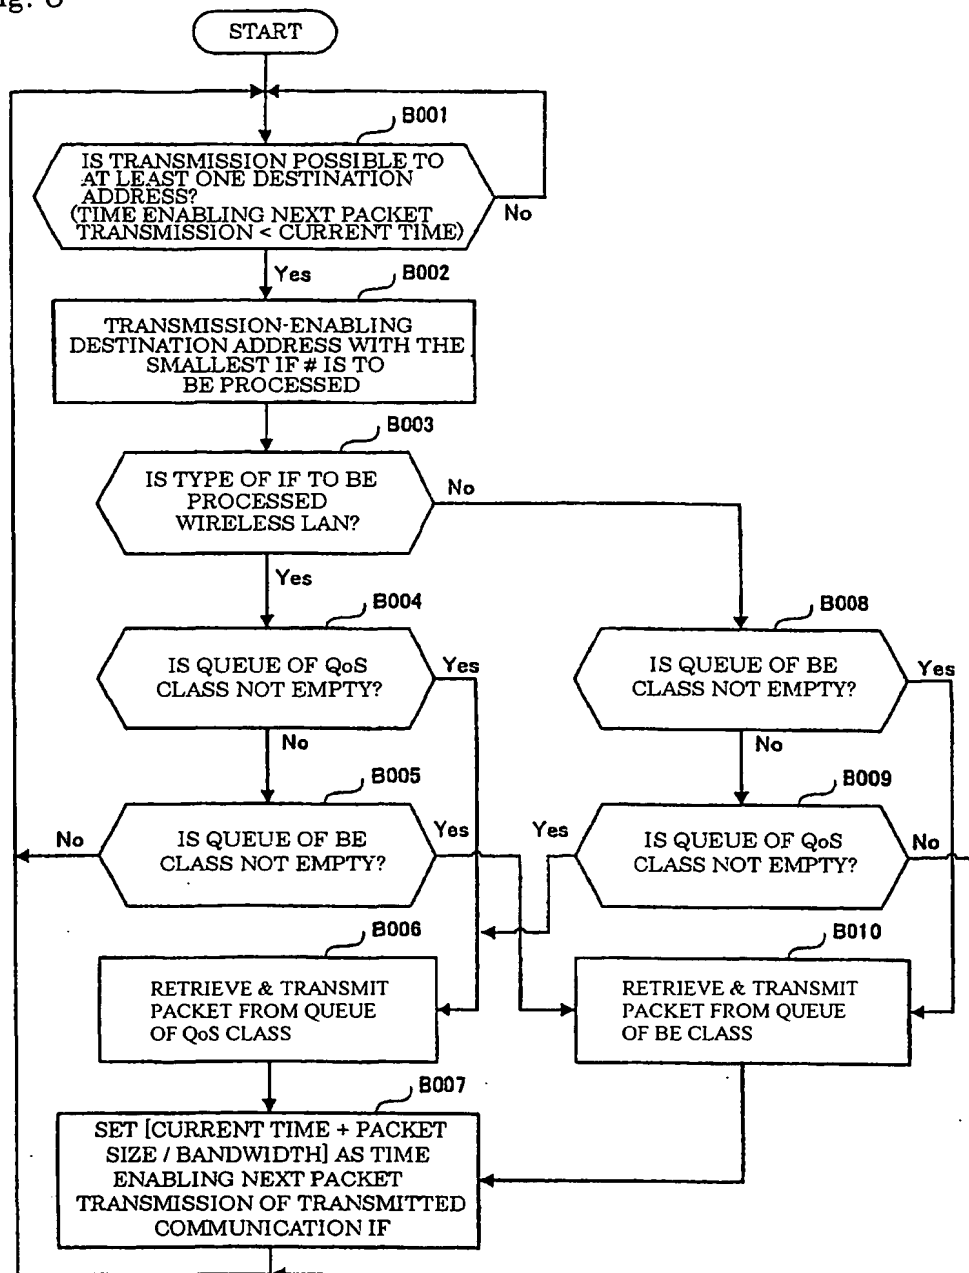 START
B001
IS TRANSMISSION POSSIBLE TO
AT LEAST ONE DESTINATION
ADDRESS?
(TIME ENABLING NEXT PACKET
TRANSMISSION < CURRENT TIME)
No
Yes
B002
TRANSMISSION-ENABLING
DESTINATION ADDRESS WITH THE
SMALLEST IF # IS TO
BE PROCESSED
B003
IS TYPE OF IF TO BE
PROCESSED
WIRELESS LAN?
No
Yes
B004
IS QUEUE OF QoS
CLASS NOT EMPTY?
Yes
No
B008
IS QUEUE OF BE
CLASS NOT EMPTY?
Yes
No
B005
IS QUEUE OF BE
CLASS NOT EMPTY?
No
Yes
B009
IS QUEUE OF QoS
CLASS NOT EMPTY?
Yes
No
B006
RETRIEVE & TRANSMIT
PACKET FROM QUEUE
OF QoS CLASS
B010
RETRIEVE & TRANSMIT
PACKET FROM QUEUE
OF BE CLASS
B007
SET [CURRENT TIME + PACKET
SIZE / BANDWIDTH] AS TIME
ENABLING NEXT PACKET
TRANSMISSION OF TRANSMITTED
COMMUNICATION IF